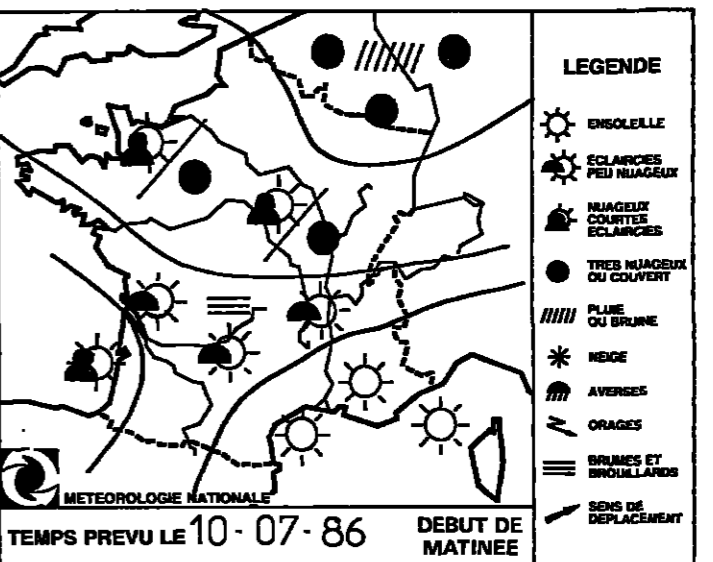 LEGENDE
ENSOLEILLE
ECLAIRCIES
PEU NUAGEUX
NUAGEUX
COURTES
ECLAIRCIES
TRES NUAGEUX
OU COUVERT
PLUIE
OU BRUINE
NEIGE
AVERSES
ORAGES
BRUMES ET
BROUILLARDS
SENS DE
DEPLACEMENT
METEOROLOGIE NATIONALE
TEMPS PREVU LE 10-07-86 DEBUT DE
MATINEE